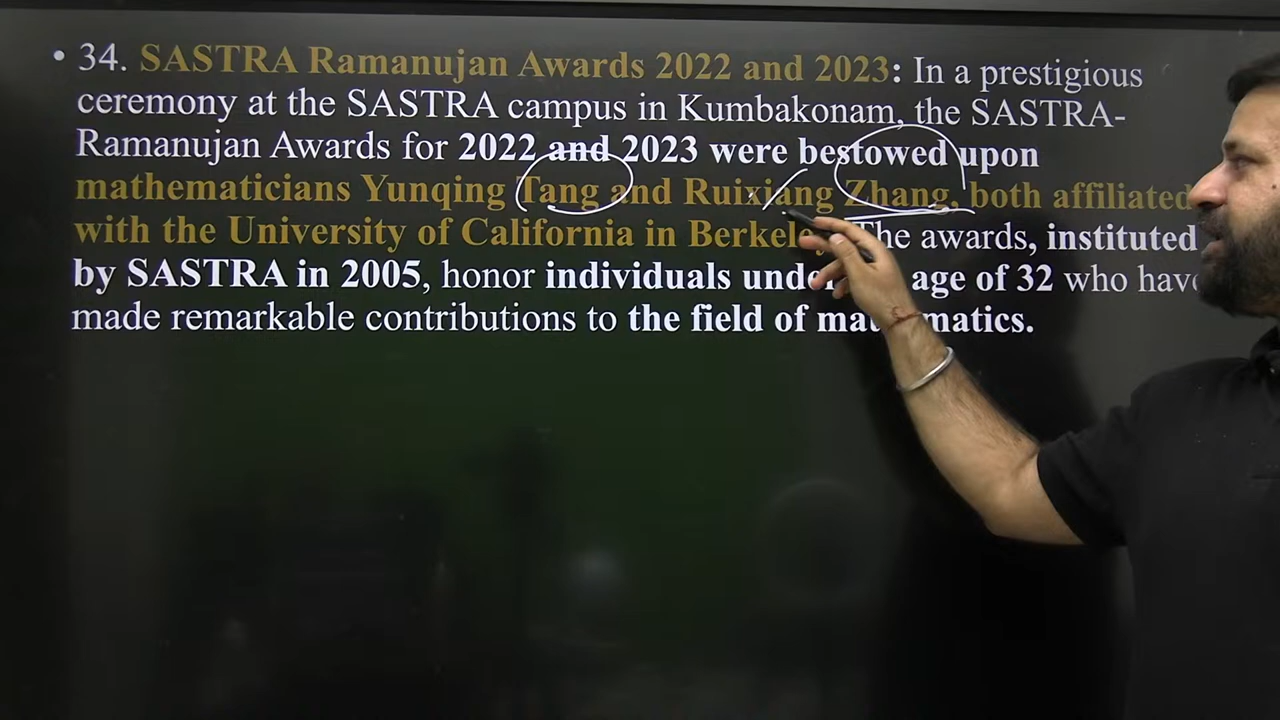 • 34. SASTRA Ramanujan Awards 2022 and 2023: In a prestigious
ceremony at the SASTRA campus in Kumbakonam, the SASTRA-
Ramanujan Awards for 2022 and 2023 were bestowed upon
mathematicians Yunqing Tang and Ruixiang Zhang, both affiliated
with the University of California in Berkeley. The awards, instituted
by SASTRA in 2005, honor individuals under age of 32 who have
made remarkable contributions to the field of mathematics.